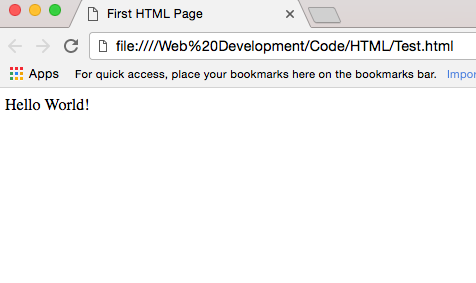 First HTML Page
file:////Web%20Development/Code/HTML/Test.html
Apps For quick access, place your bookmarks here on the bookmarks bar. Impor
Hello World!